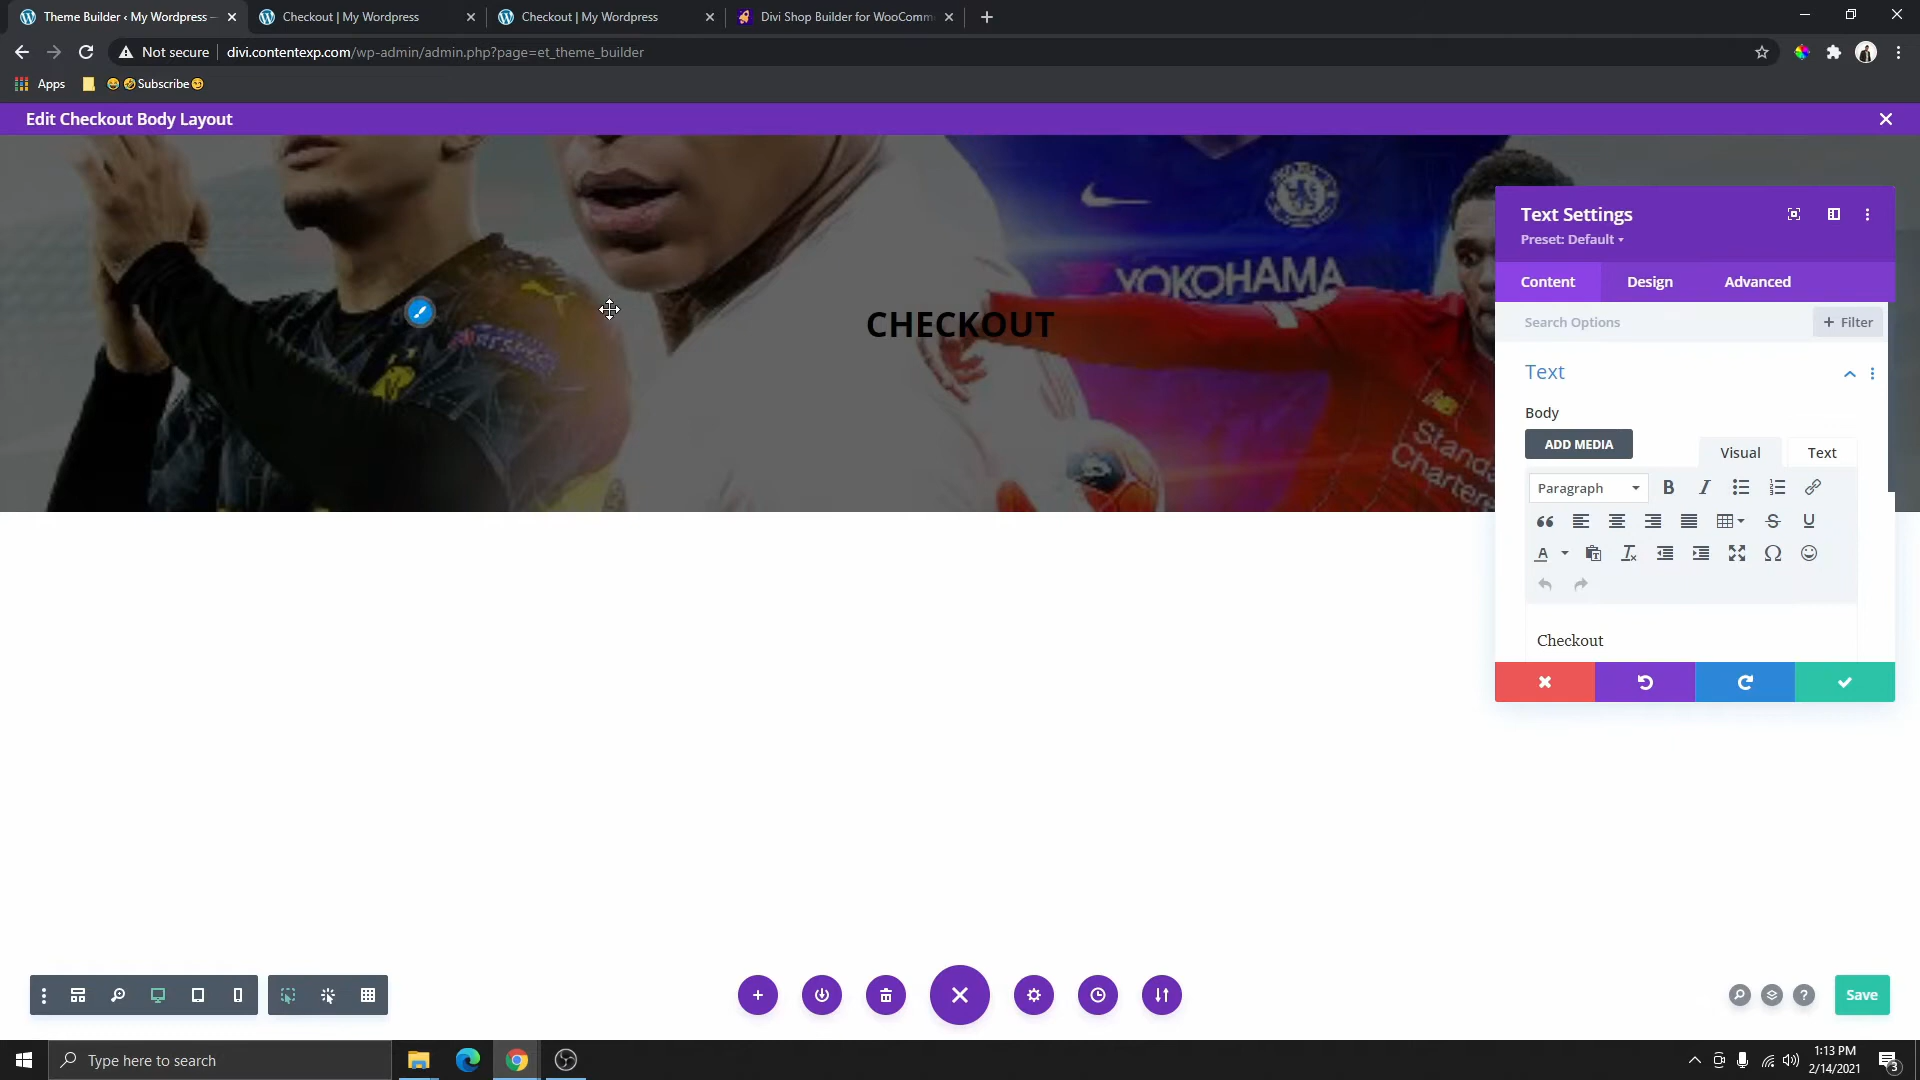 Theme Builder ‹ My Wordpress —
Checkout | My Wordpress
Checkout | My Wordpress
Divi Shop Builder for WooComm
Not secure
divi.contentexp.com/wp-admin/admin.php?page=et_theme_builder
Apps
😄🤣Subscribe😏
Edit Checkout Body Layout
YOKOHAMA
CHECKOUT
Standa
Charter
Text Settings
Preset: Default
Content
Design
Advanced
Search Options
+ Filter
Text
Body
ADD MEDIA
Visual
Text
Paragraph
B
I
U
A
Checkout
Save
Type here to search
1:13 PM
2/14/2021
3